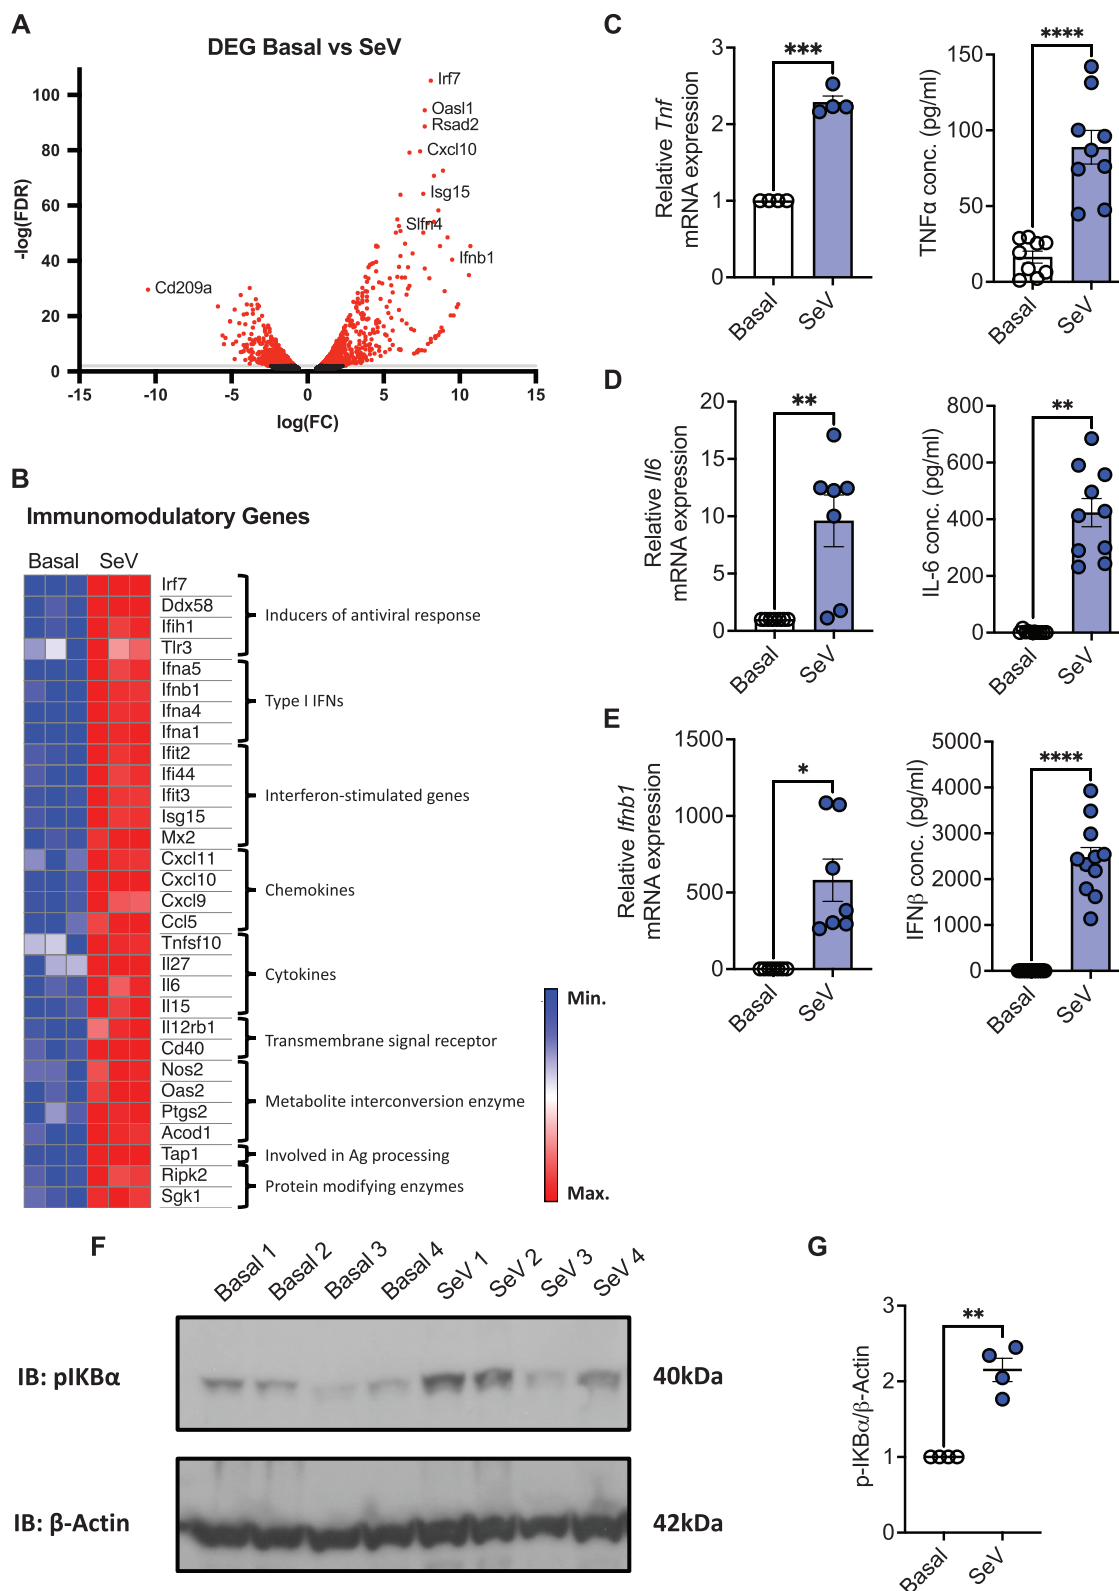 A
DEG Basal vs SeV
-log(FDR)
100
80
60
40
20
0
-15
-10
-5
0
5
10
15
log(FC)
Irf7
Oasl1
Rsad2
Cxcl10
Isg15
Slfn4
Ifnb1
Cd209a
B
Immunomodulatory Genes
Basal
SeV
Irf7
Ddx58
Ifih1
Tlr3
Ifna5
Ifnb1
Ifna4
Ifna1
Ifit2
Ifi44
Ifit3
Isg15
Mx2
Cxcl11
Cxcl10
Cxcl9
Ccl5
Tnfsf10
Il27
Il6
Il15
Il12rb1
Cd40
Nos2
Oas2
Ptgs2
Acod1
Tap1
Ripk2
Sgk1
Inducers of antiviral response
Type I IFNs
Interferon-stimulated genes
Chemokines
Cytokines
Transmembrane signal receptor
Metabolite interconversion enzyme
Involved in Ag processing
Protein modifying enzymes
Min.
Max.
C
Relative Tnf
mRNA expression
3
2
1
0
***
Basal
SeV
TNFα conc. (pg/ml)
150
100
50
0
****
Basal
SeV
D
Relative Il6
mRNA expression
20
15
10
5
0
**
Basal
SeV
IL-6 conc. (pg/ml)
800
600
400
200
0
**
Basal
SeV
E
Relative Ifnb1
mRNA expression
1500
1000
500
0
*
Basal
SeV
IFNβ conc. (pg/ml)
5000
4000
3000
2000
1000
0
****
Basal
SeV
F
Basal 1
Basal 2
Basal 3
Basal 4
SeV 1
SeV 2
SeV 3
SeV 4
IB: pIKBα
40kDa
IB: β-Actin
42kDa
G
p-IKBα/β-Actin
3
2
1
0
**
Basal
SeV